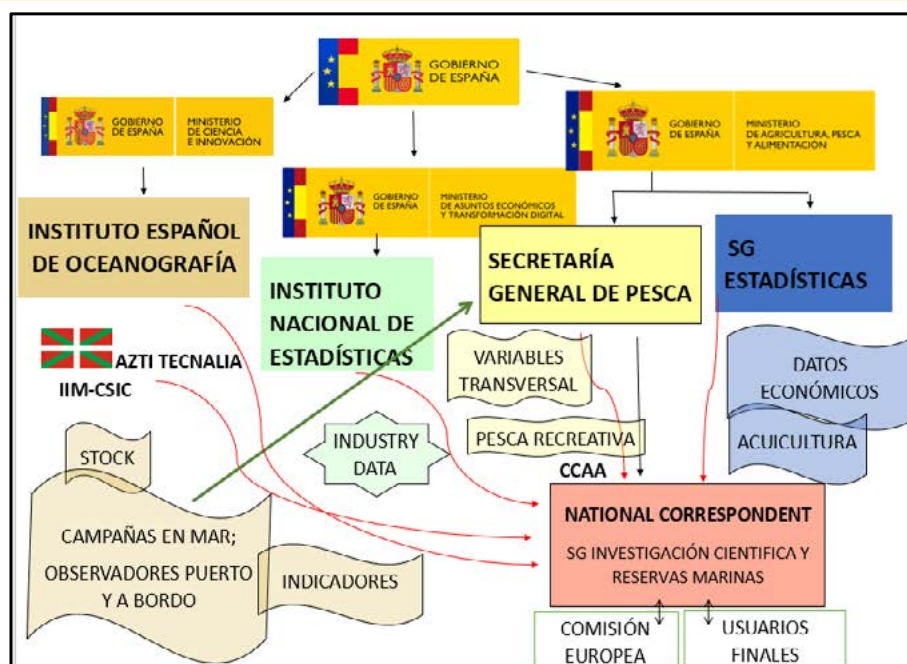 GOBIERNO
DE ESPAÑA
GOBIERNO
DE ESPAÑA
MINISTERIO
DE CIENCIA
E INNOVACIÓN
GOBIERNO
DE ESPAÑA
MINISTERIO
DE AGRICULTURA, PESCA
Y ALIMENTACIÓN
GOBIERNO
DE ESPAÑA
MINISTERIO
DE ASUNTOS ECONÓMICOS
Y TRANSFORMACIÓN DIGITAL
INSTITUTO ESPAÑOL
DE OCEANOGRAFÍA
INSTITUTO
NACIONAL DE
ESTADÍSTICAS
SECRETARÍA
GENERAL DE PESCA
SG
ESTADÍSTICAS
AZTI TECNALIA
IIM-CSIC
VARIABLES
TRANSVERSAL
DATOS
ECONÓMICOS
INDUSTRY
DATA
PESCA RECREATIVA
ACUICULTURA
CCAA
STOCK
CAMPAÑAS EN MAR;
OBSERVADORES PUERTO
Y A BORDO
INDICADORES
NATIONAL CORRESPONDENT
SG INVESTIGACIÓN CIENTIFICA Y
RESERVAS MARINAS
COMISIÓN
EUROPEA
USUARIOS
FINALES